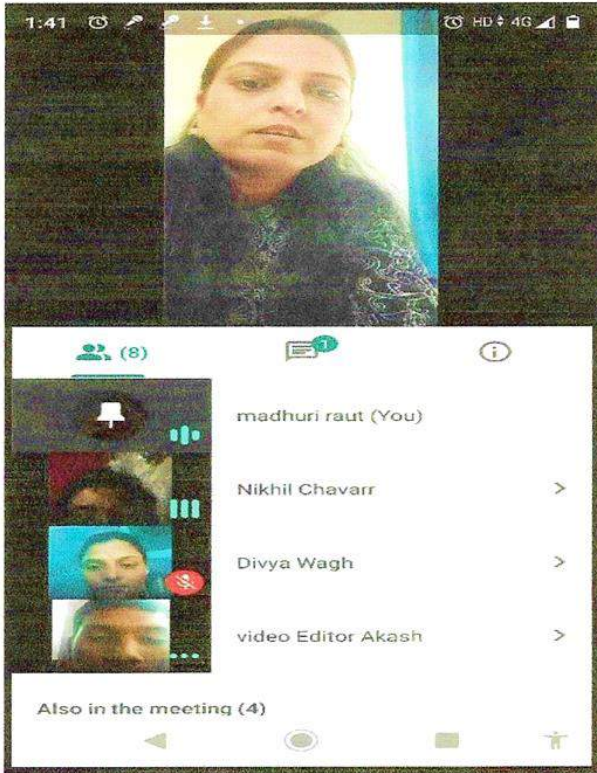 1:41 HD 4G
(8) 1
madhuri raut (You)
Nikhil Chavarr
Divya Wagh
video Editor Akash
Also in the meeting (4)